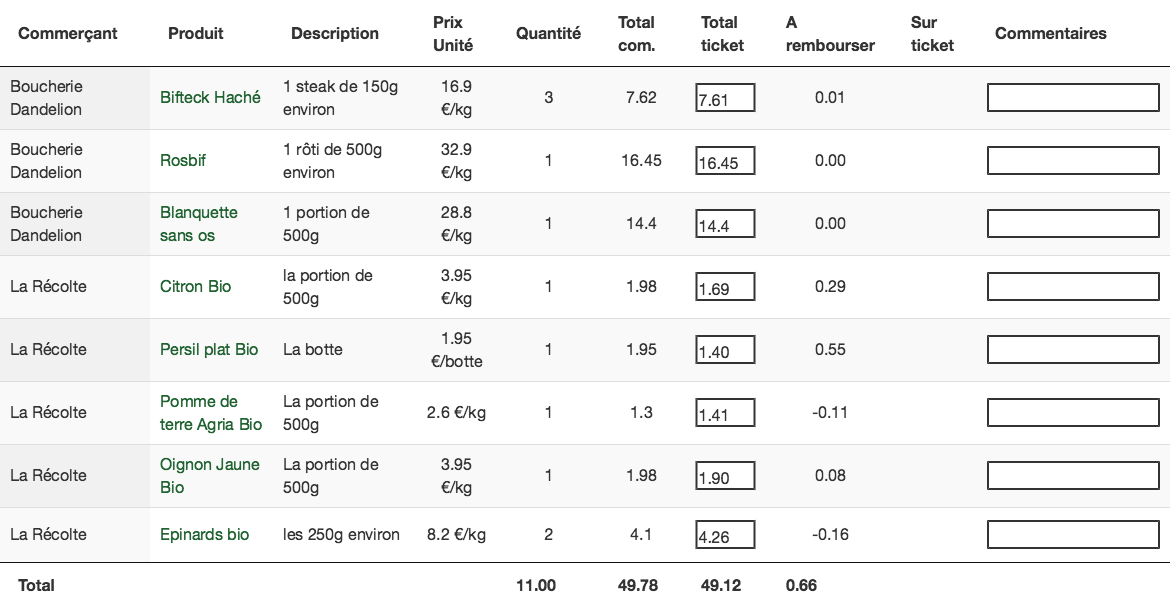 Commerçant Produit Description Prix Unité Quantité Total com. Total ticket A rembourser Sur ticket Commentaires
Boucherie Dandelion Bifteck Haché 1 steak de 150g environ 16.9 €/kg 3 7.62 7.61 0.01
Boucherie Dandelion Rosbif 1 rôti de 500g environ 32.9 €/kg 1 16.45 16.45 0.00
Boucherie Dandelion Blanquette sans os 1 portion de 500g 28.8 €/kg 1 14.4 14.4 0.00
La Récolte Citron Bio la portion de 500g 3.95 €/kg 1 1.98 1.69 0.29
La Récolte Persil plat Bio La botte 1.95 €/botte 1 1.95 1.40 0.55
La Récolte Pomme de terre Agria Bio La portion de 500g 2.6 €/kg 1 1.3 1.41 -0.11
La Récolte Oignon Jaune Bio La portion de 500g 3.95 €/kg 1 1.98 1.90 0.08
La Récolte Epinards bio les 250g environ 8.2 €/kg 2 4.1 4.26 -0.16
Total 11.00 49.78 49.12 0.66